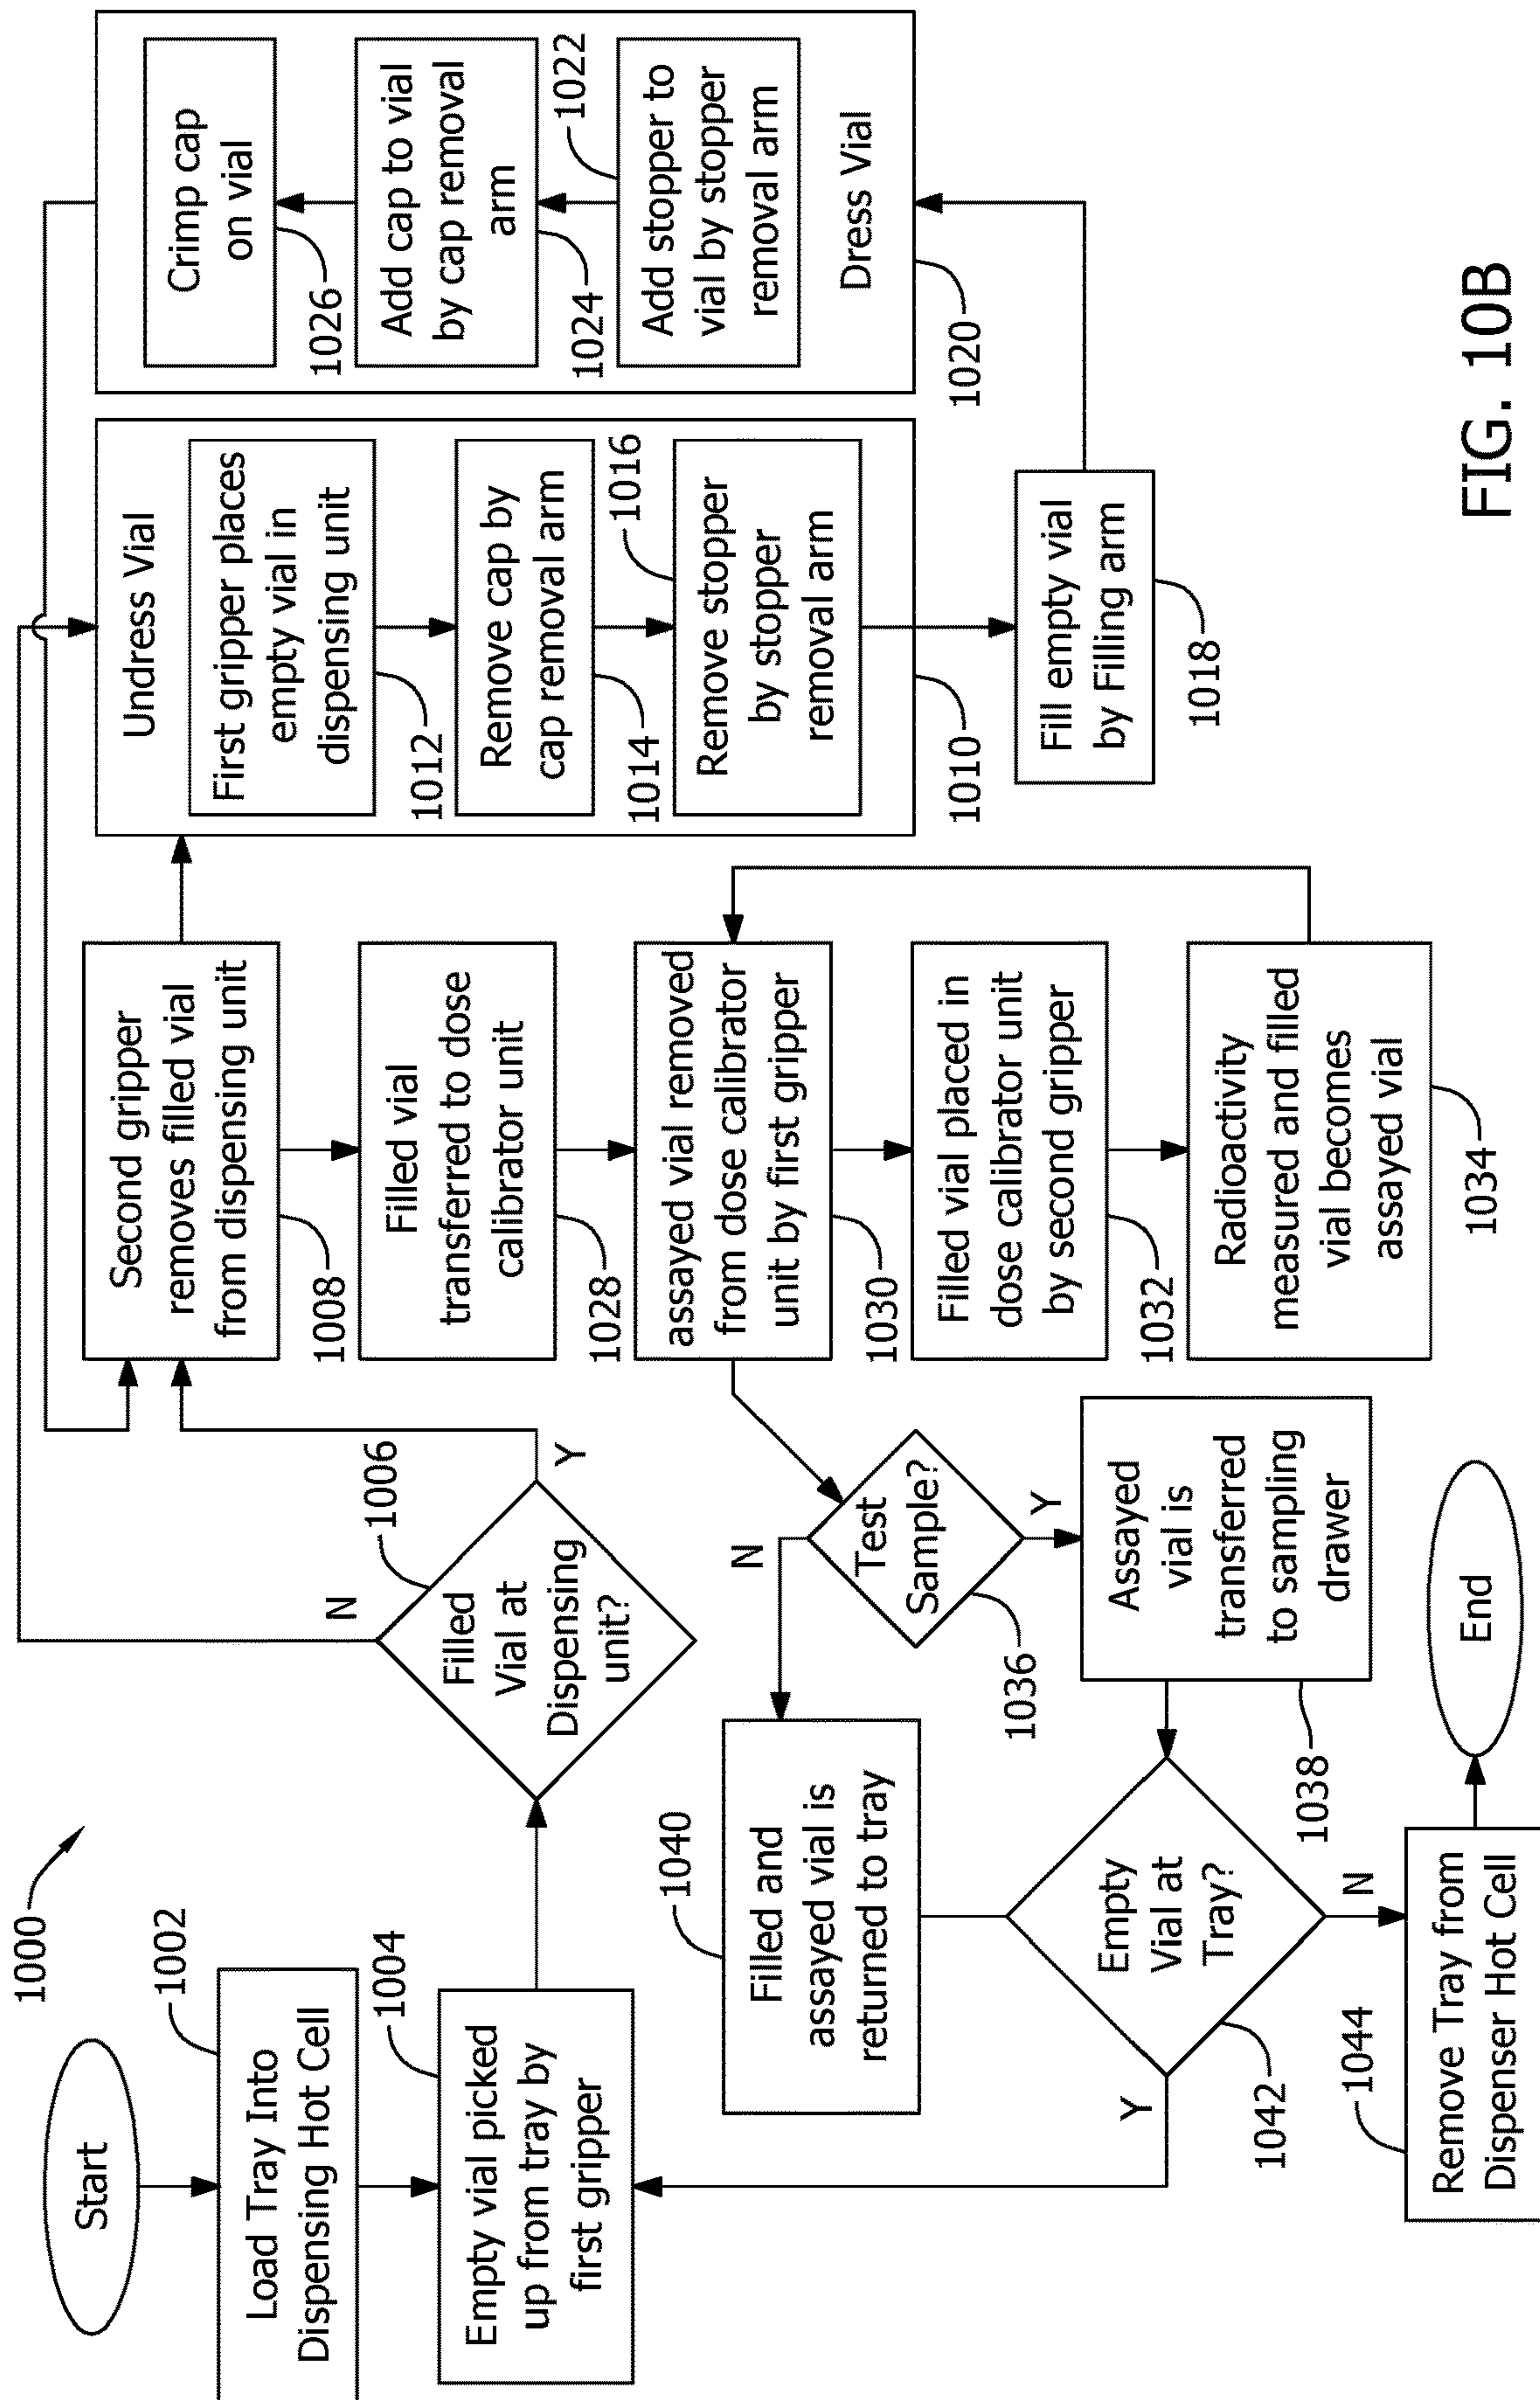 1000
Start
1002
Load Tray Into
Dispensing Hot Cell
1004
Empty vial picked
up from tray by
first gripper
1006
Filled
Vial at
Dispensing
unit?
N
Y
Second gripper
removes filled vial
from dispensing unit
1008
Filled vial
transferred to dose
calibrator unit
1028
assayed vial removed
from dose calibrator
unit by first gripper
1030
Filled vial placed in
dose calibrator unit
by second gripper
1032
Radioactivity
measured and filled
vial becomes
assayed vial
1034
Undress Vial
First gripper places
empty vial in
dispensing unit
1012
Remove cap by
cap removal arm
1014
1016
Remove stopper
by stopper
removal arm
1010
Fill empty vial
by Filling arm
1018
Crimp cap
on vial
1026
Add cap to vial
by cap removal
arm
1024
1022
Add stopper to
vial by stopper
removal arm
Dress Vial
1020
Test
Sample?
1036
N
Y
Assayed
vial is
transferred
to sampling
drawer
1038
1040
Filled and
assayed vial is
returned to tray
Empty
Vial at
Tray?
1042
Y
N
1044
Remove Tray from
Dispenser Hot Cell
End
FIG. 10B